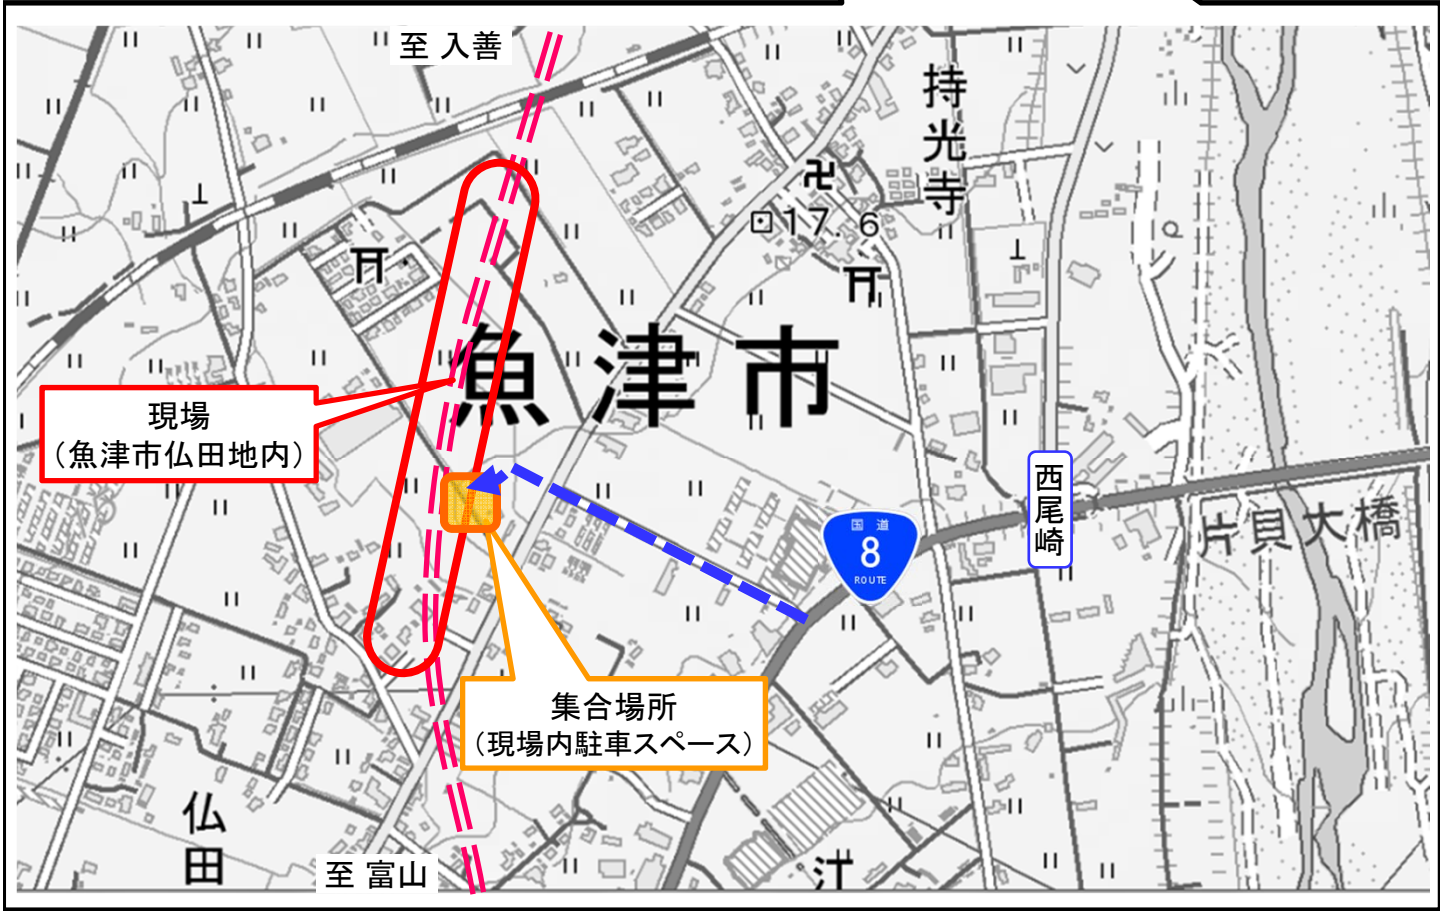 至 入善
持光寺
17.6
魚津市
現場
（魚津市仏田地内）
西尾崎
国道
8
ROUTE
片貝大橋
集合場所
（現場内駐車スペース）
仏田
至 富山